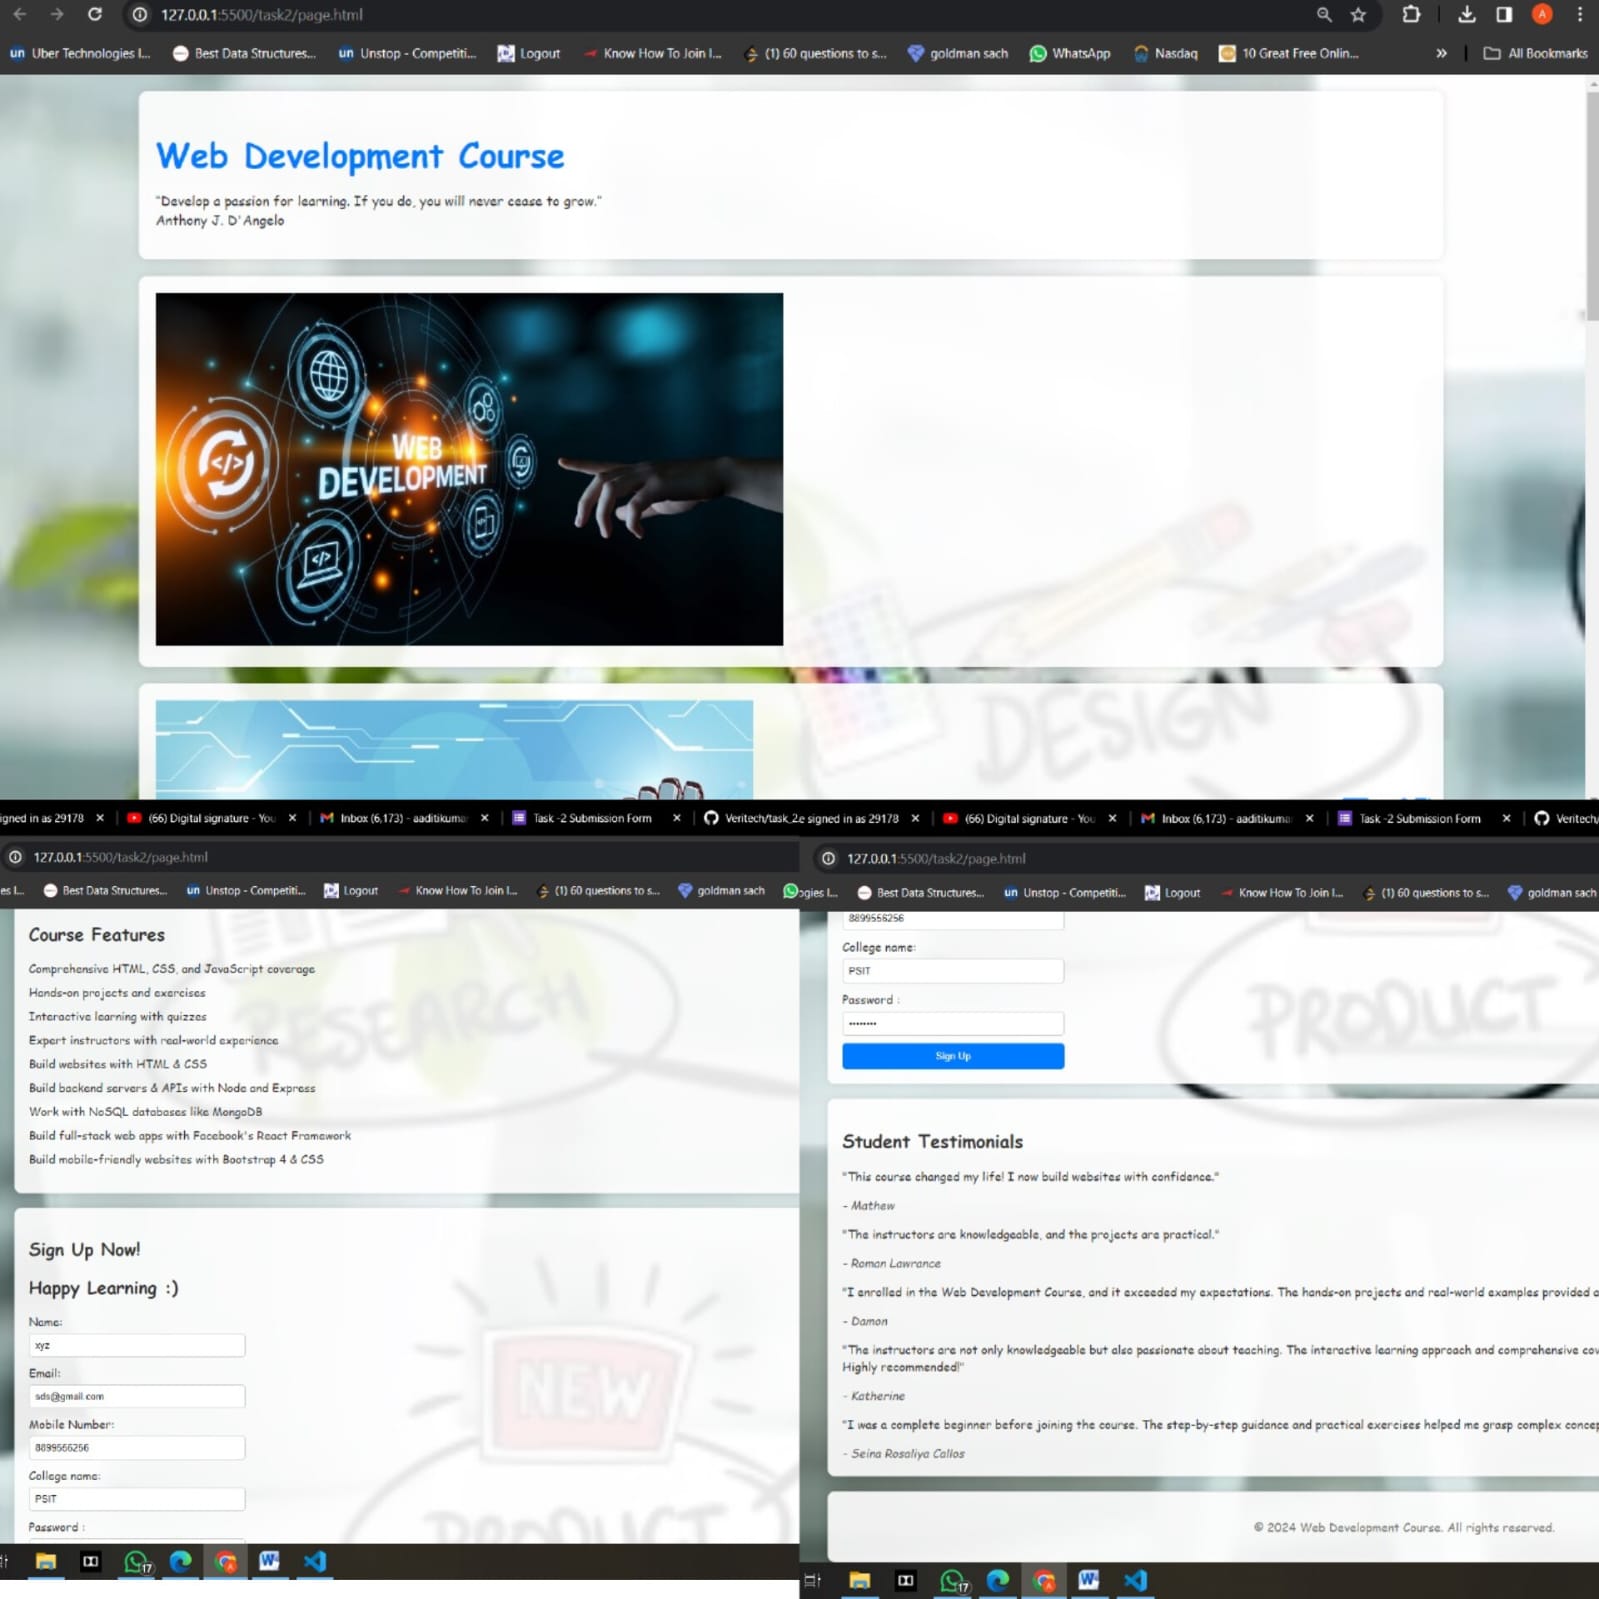 127.0.0.1:5500/task2/page.html
un Uber Technologies I... Best Data Structures... un Unstop - Competiti... Logout Know How To Join I... (1) 60 questions to s... goldman sach WhatsApp Nasdaq 10 Great Free Onlin... » All Bookmarks
Web Development Course
"Develop a passion for learning. If you do, you will never cease to grow."
Anthony J. D'Angelo
WEB
DEVELOPMENT
DESIGN
igned in as 29178 × (66) Digital signature - You × Inbox (6,173) - aaditikuma × Task -2 Submission Form × Veritech/task_2
127.0.0.1:5500/task2/page.html
es I... Best Data Structures... un Unstop - Competiti... Logout Know How To Join I... (1) 60 questions to s... goldman sach
Course Features
Comprehensive HTML, CSS, and JavaScript coverage
Hands-on projects and exercises
Interactive learning with quizzes
Expert instructors with real-world experience
Build websites with HTML & CSS
Build backend servers & APIs with Node and Express
Work with NoSQL databases like MongoDB
Build full-stack web apps with Facebook's React Framework
Build mobile-friendly websites with Bootstrap 4 & CSS
RESEARCH
Sign Up Now!
Happy Learning :)
Name:
xyz
Email:
sds@gmail.com
Mobile Number:
8899556256
College name:
PSIT
Password :
NEW
PRODUCT
17
e signed in as 29178 × (66) Digital signature - You × Inbox (6,173) - aaditikumar × Task -2 Submission Form × Veritech/
127.0.0.1:5500/task2/page.html
ogies I... Best Data Structures... un Unstop - Competiti... Logout Know How To Join I... (1) 60 questions to s... goldman sach
8899556256
College name:
PSIT
Password :
••••••••
Sign Up
PRODUCT
Student Testimonials
"This course changed my life! I now build websites with confidence."
- Mathew
"The instructors are knowledgeable, and the projects are practical."
- Roman Lawrance
"I enrolled in the Web Development Course, and it exceeded my expectations. The hands-on projects and real-world examples provided a
- Damon
"The instructors are not only knowledgeable but also passionate about teaching. The interactive learning approach and comprehensive cov
Highly recommended!"
- Katherine
"I was a complete beginner before joining the course. The step-by-step guidance and practical exercises helped me grasp complex concep
- Seina Rosaliya Callos
© 2024 Web Development Course. All rights reserved.
17